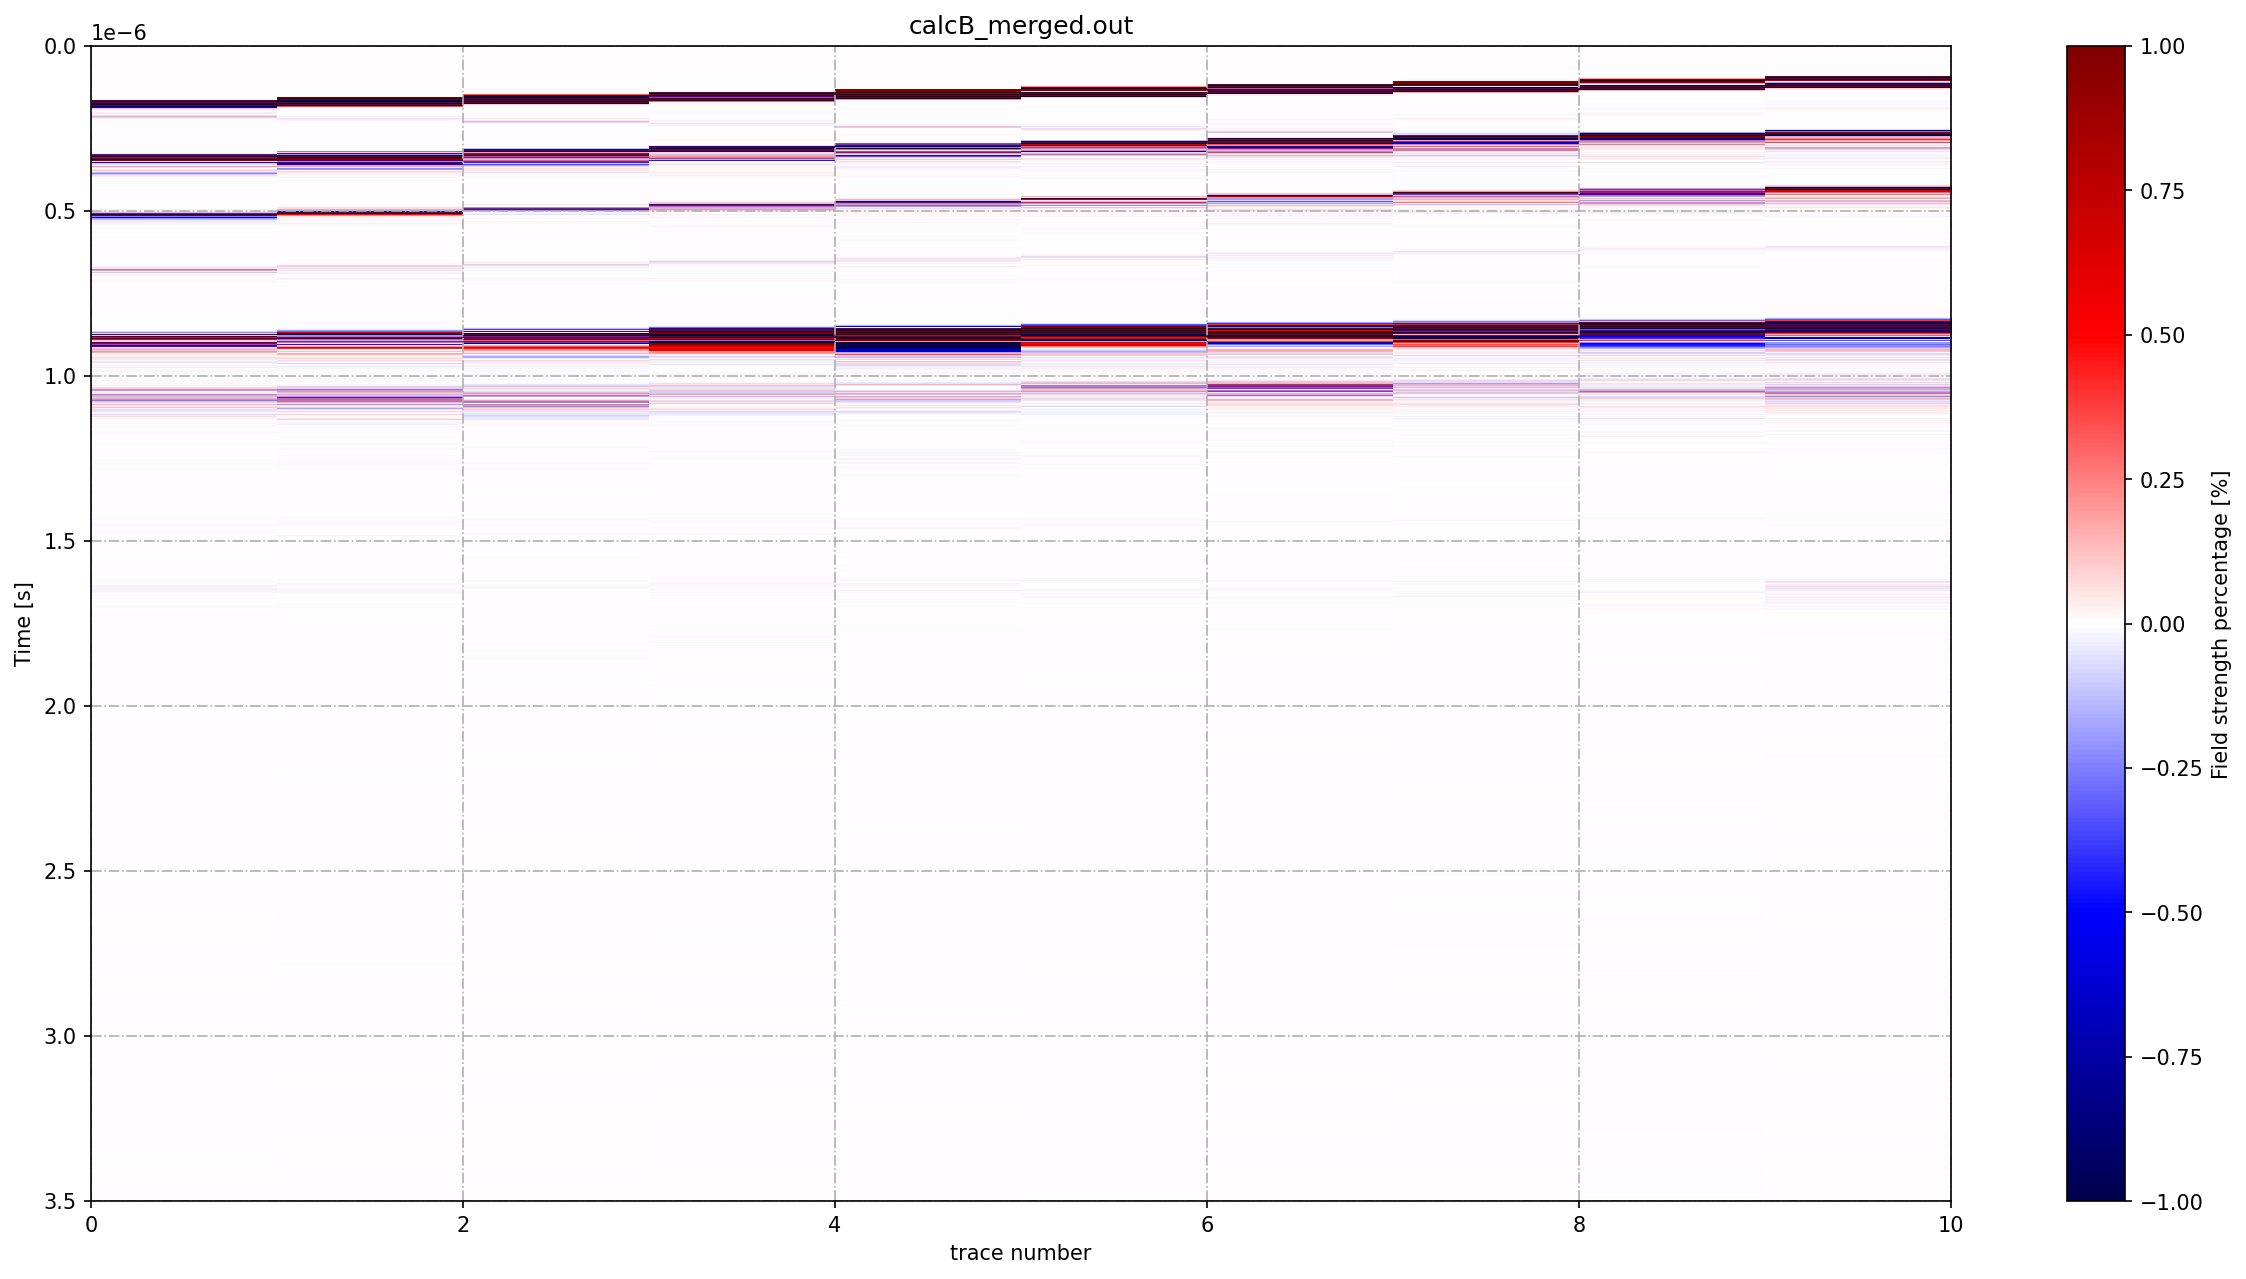 calcB_merged.out
1e−6
0.0
0.5
1.0
1.5
2.0
2.5
3.0
3.5
Time [s]
0 2 4 6 8 10
trace number
1.00
0.75
0.50
0.25
0.00
−0.25
−0.50
−0.75
−1.00
Field strength percentage [%]